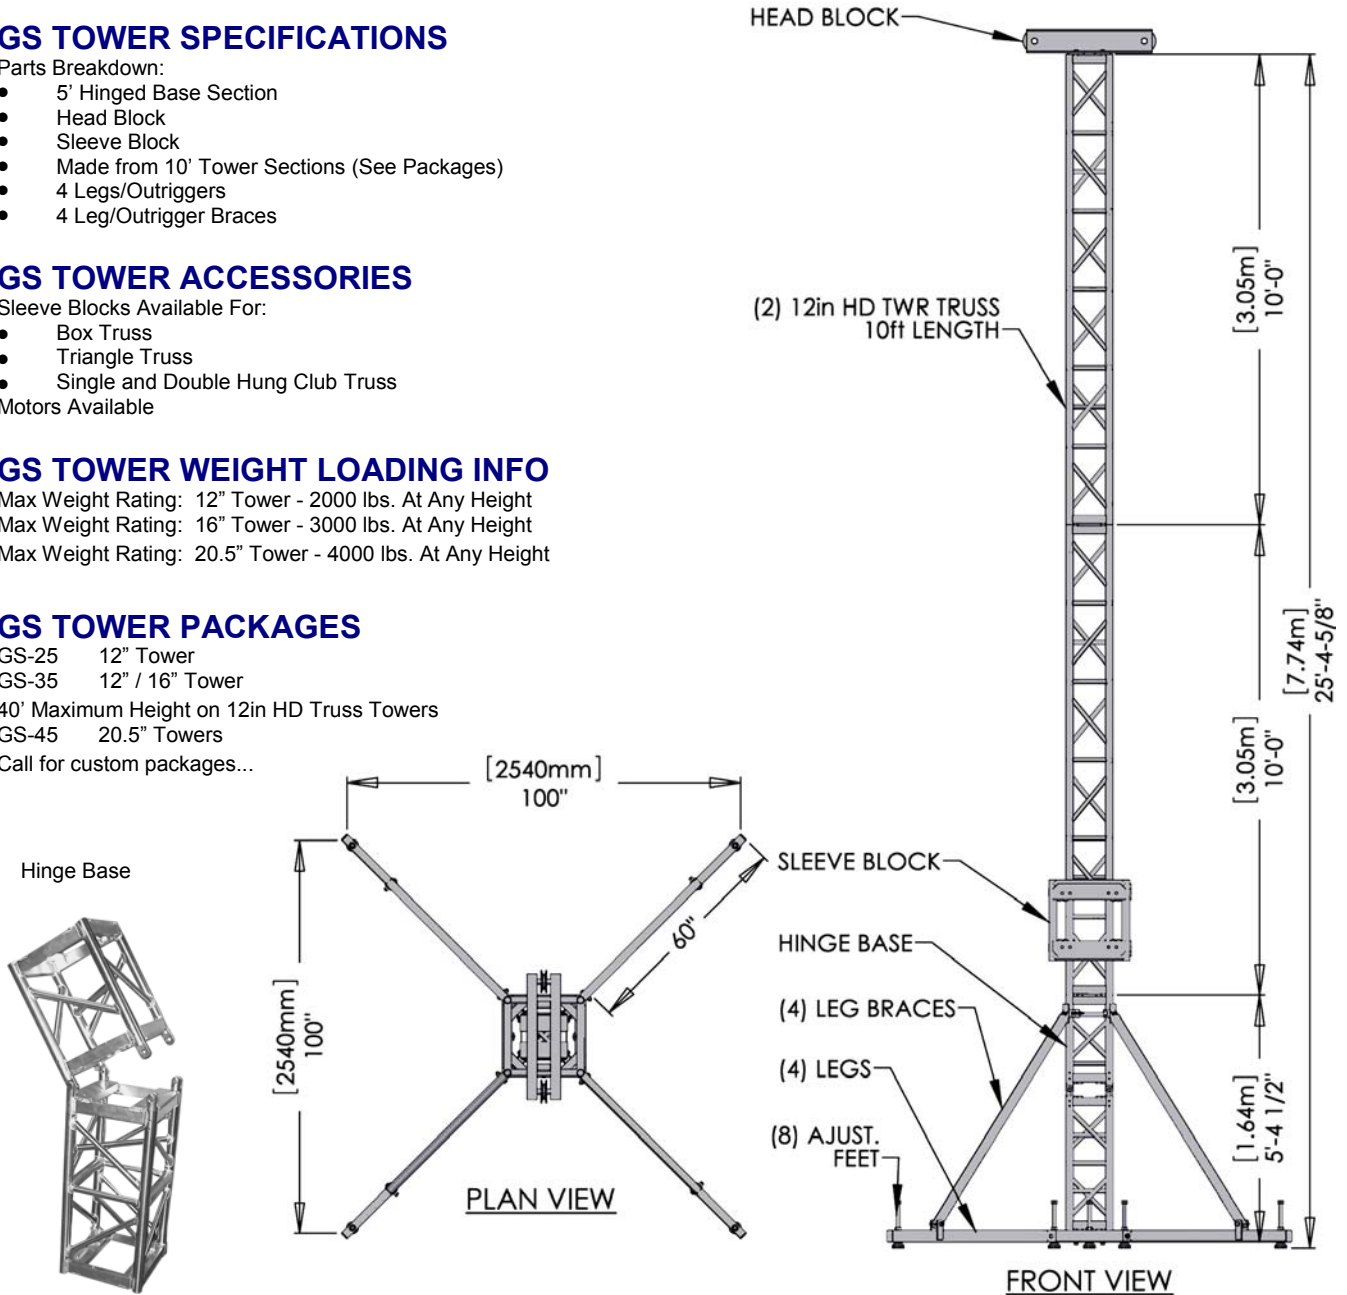 GS TOWER SPECIFICATIONS
Parts Breakdown:
• 5’ Hinged Base Section
• Head Block
• Sleeve Block
• Made from 10’ Tower Sections (See Packages)
• 4 Legs/Outriggers
• 4 Leg/Outrigger Braces
GS TOWER ACCESSORIES
Sleeve Blocks Available For:
• Box Truss
• Triangle Truss
• Single and Double Hung Club Truss
Motors Available
GS TOWER WEIGHT LOADING INFO
Max Weight Rating: 12” Tower - 2000 lbs. At Any Height
Max Weight Rating: 16” Tower - 3000 lbs. At Any Height
Max Weight Rating: 20.5” Tower - 4000 lbs. At Any Height
GS TOWER PACKAGES
GS-25 12” Tower
GS-35 12” / 16” Tower
40’ Maximum Height on 12in HD Truss Towers
GS-45 20.5” Towers
Call for custom packages...
Hinge Base
[2540mm]
100"
[2540mm]
100"
60"
PLAN VIEW
HEAD BLOCK
(2) 12in HD TWR TRUSS
10ft LENGTH
SLEEVE BLOCK
HINGE BASE
(4) LEG BRACES
(4) LEGS
(8) ADJUST.
FEET
[3.05m]
10'-0"
[3.05m]
10'-0"
[1.64m]
5'-4 1/2"
[7.74m]
25'-4-5/8"
FRONT VIEW